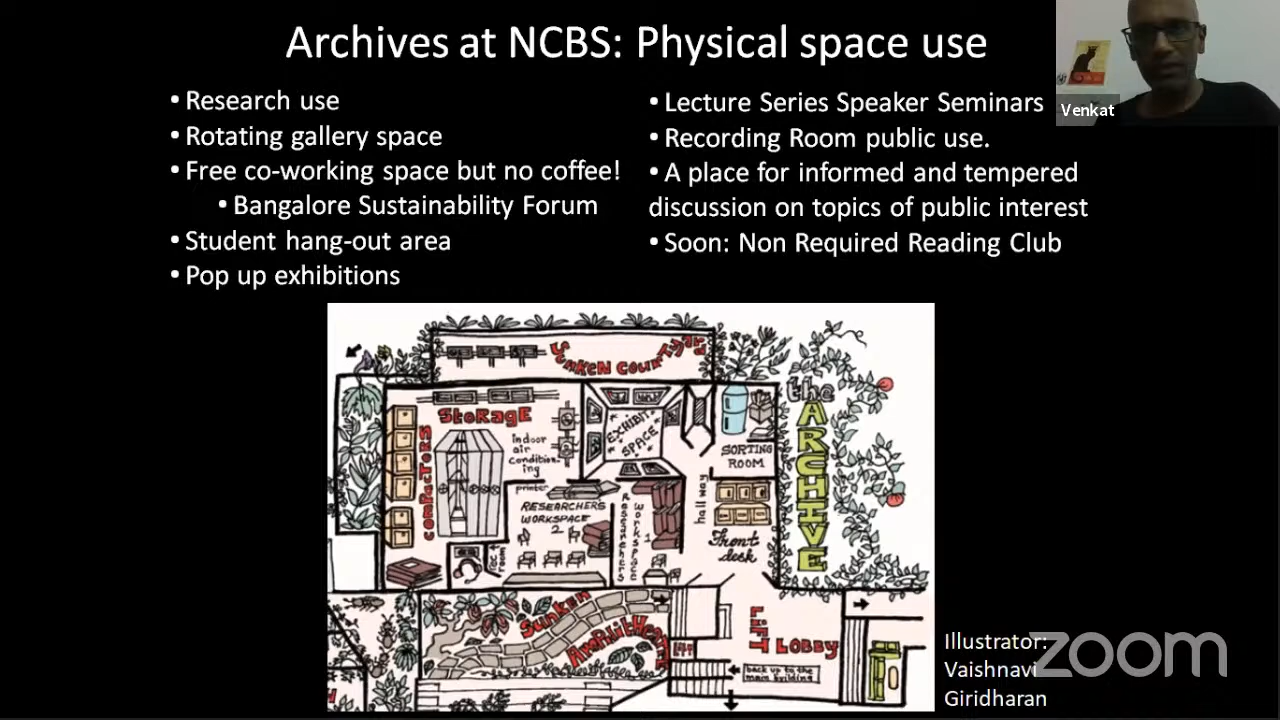 Archives at NCBS: Physical space use
Venkat
• Research use
• Rotating gallery space
• Free co-working space but no coffee!
• Bangalore Sustainability Forum
• Student hang-out area
• Pop up exhibitions
• Lecture Series Speaker Seminars
• Recording Room public use.
• A place for informed and tempered
discussion on topics of public interest
• Soon: Non Required Reading Club
SUNKEN COURTYARD
the
ARCHIVE
STORAGE
COMPACTORS
indoor
air
condition-
ing
EXHIBIT
SPACE
SORTING
ROOM
printer
RESEARCHERS
WORKSPACE
2
Researchers
workspace
1
hallway
Front
desk
room
Sunken
Amphitheatre
LIFT
LOBBY
Lift
back up to the
main building
Illustrator:
Vaishnavi
Giridharan
zoom